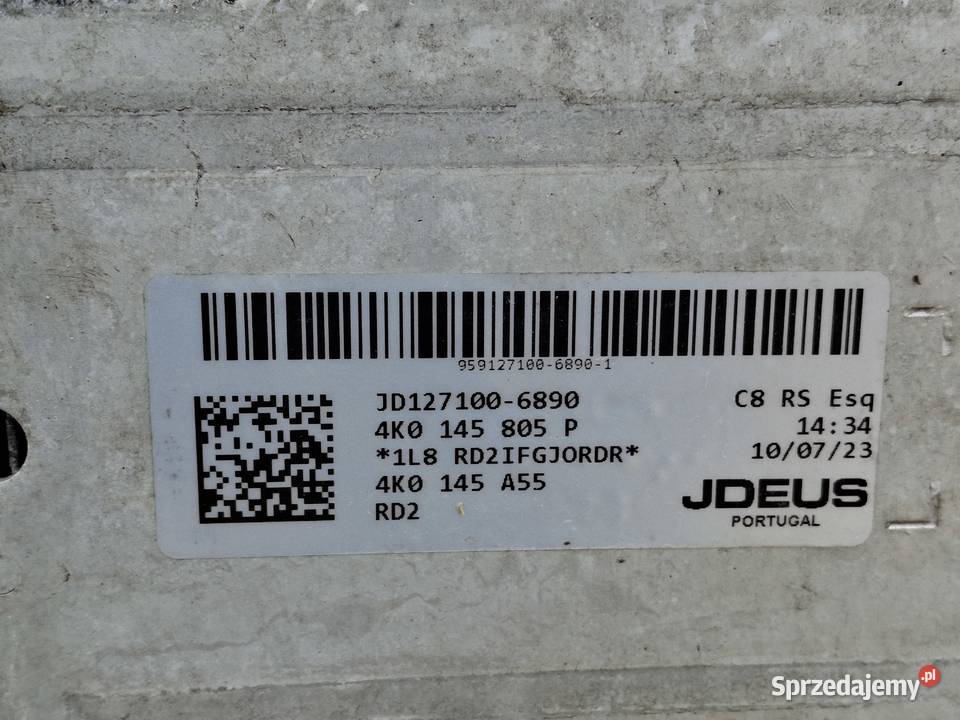 959127100-6890-1
JD127100-6890
4K0 145 805 P
*1L8 RD2IFGJORDR*
4K0 145 A55
RD2
C8 RS Esq
14:34
10/07/23
JDEUS
PORTUGAL
Sprzedajemy.pl